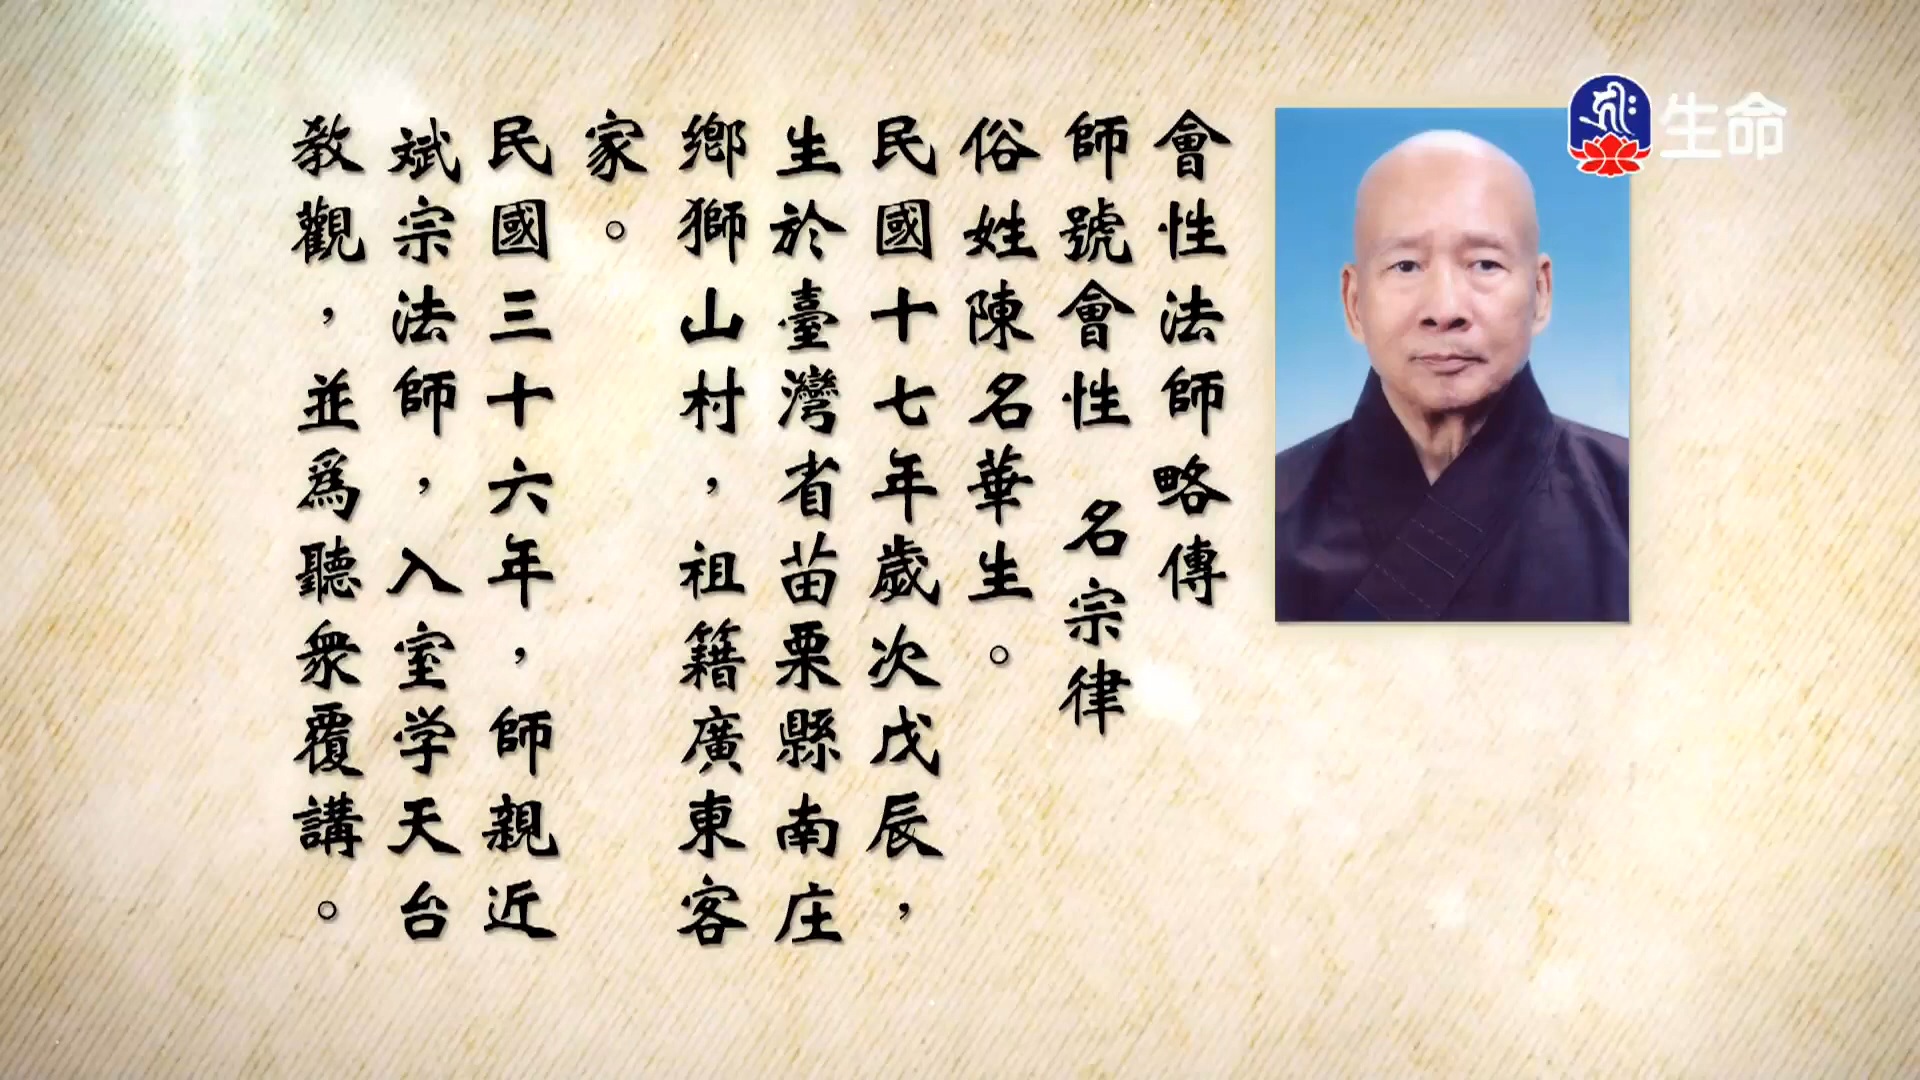 會性法師略傳
師號會性 名宗律
俗姓陳名華生。
民國十七年歲次戊辰，
生於臺灣省苗栗縣南庄
鄉獅山村，祖籍廣東客
家。
民國三十六年，師親近
斌宗法師，入室学天台
教觀，並為聽衆覆講。
生命